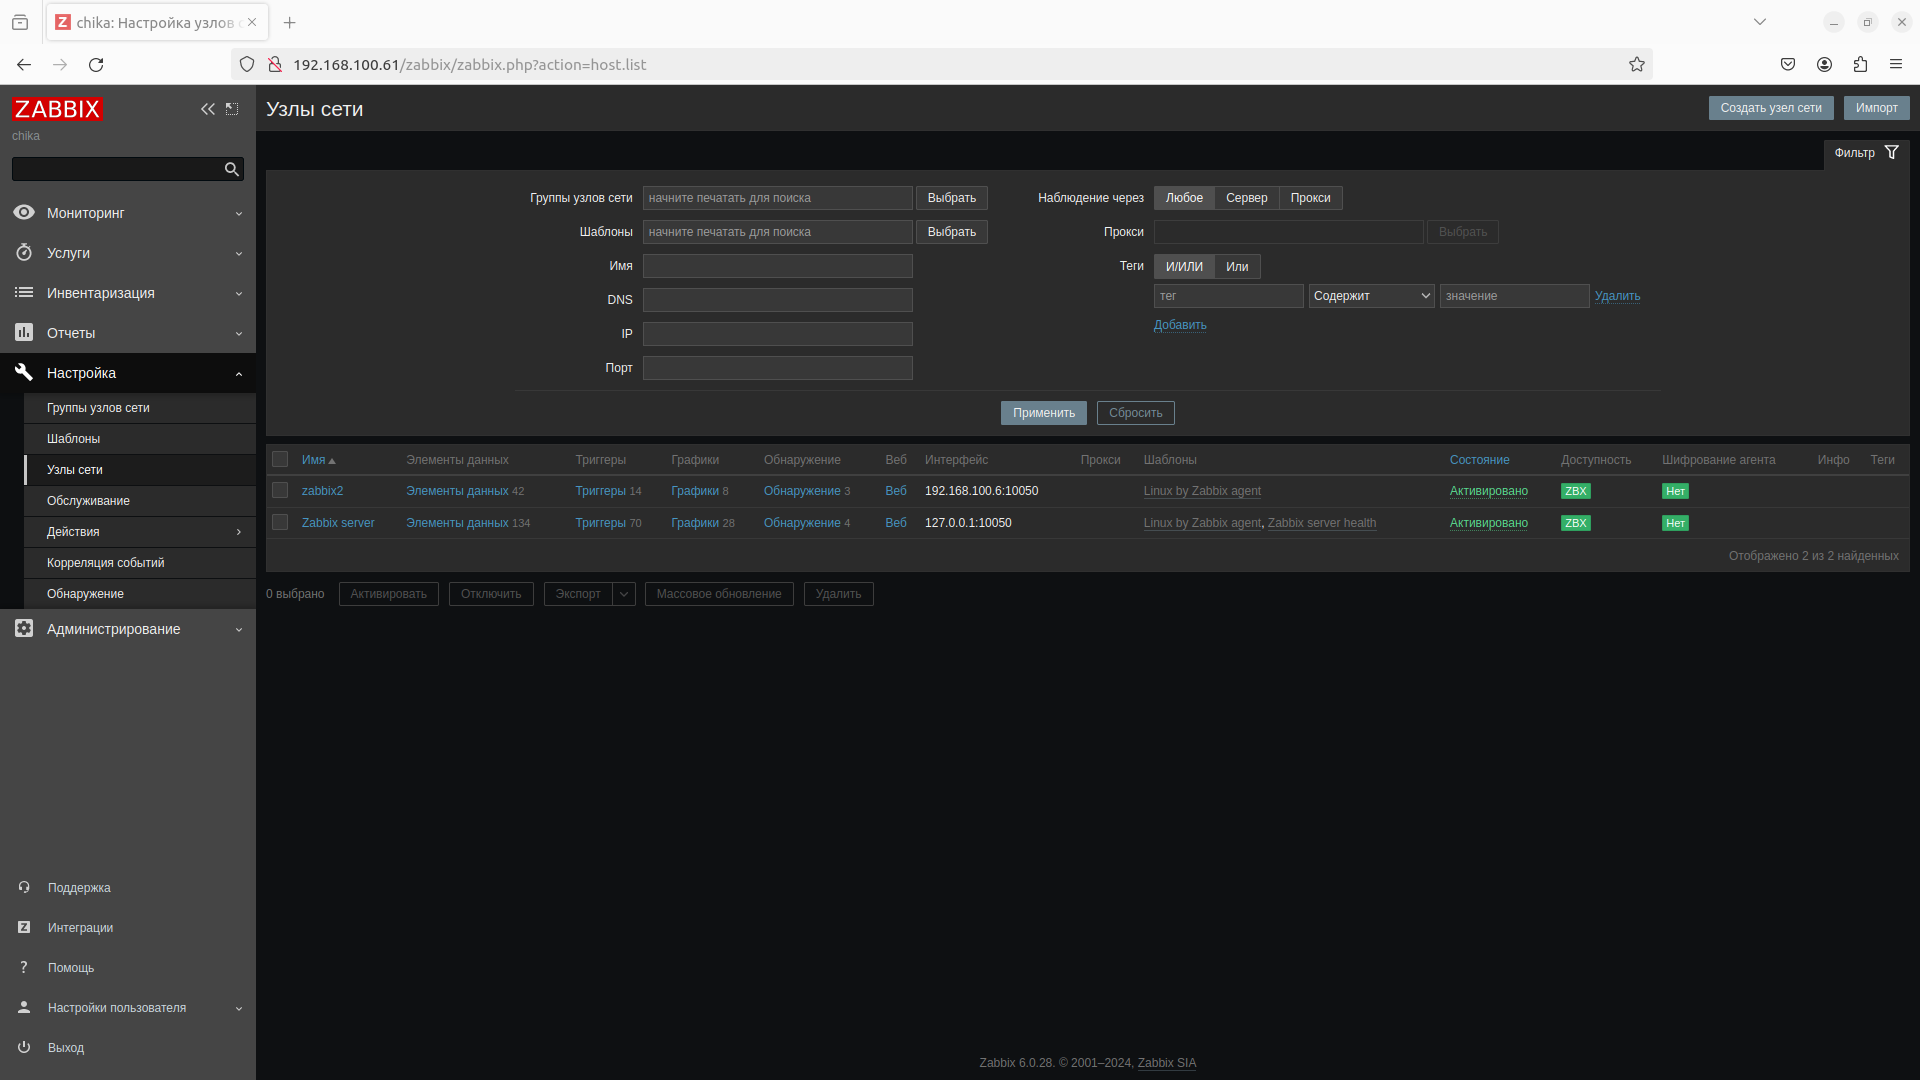 chika: Настройка узлов с
192.168.100.61/zabbix/zabbix.php?action=host.list
ZABBIX
chika
Мониторинг
Услуги
Инвентаризация
Отчеты
Настройка
Группы узлов сети
Шаблоны
Узлы сети
Обслуживание
Действия
Корреляция событий
Обнаружение
Администрирование
Поддержка
Интеграции
Помощь
Настройки пользователя
Выход
Узлы сети
Создать узел сети Импорт
Фильтр
Группы узлов сети начните печатать для поиска Выбрать
Шаблоны начните печатать для поиска Выбрать
Имя
DNS
IP
Порт
Наблюдение через Любое Сервер Прокси
Прокси Выбрать
Теги И/ИЛИ Или
тег Содержит значение Удалить
Добавить
Применить Сбросить
Имя Элементы данных Триггеры Графики Обнаружение Веб Интерфейс Прокси Шаблоны Состояние Доступность Шифрование агента Инфо Теги
zabbix2 Элементы данных 42 Триггеры 14 Графики 8 Обнаружение 3 Веб 192.168.100.6:10050 Linux by Zabbix agent Активировано ZBX Нет
Zabbix server Элементы данных 134 Триггеры 70 Графики 28 Обнаружение 4 Веб 127.0.0.1:10050 Linux by Zabbix agent, Zabbix server health Активировано ZBX Нет
Отображено 2 из 2 найденных
0 выбрано Активировать Отключить Экспорт Массовое обновление Удалить
Zabbix 6.0.28. © 2001–2024, Zabbix SIA